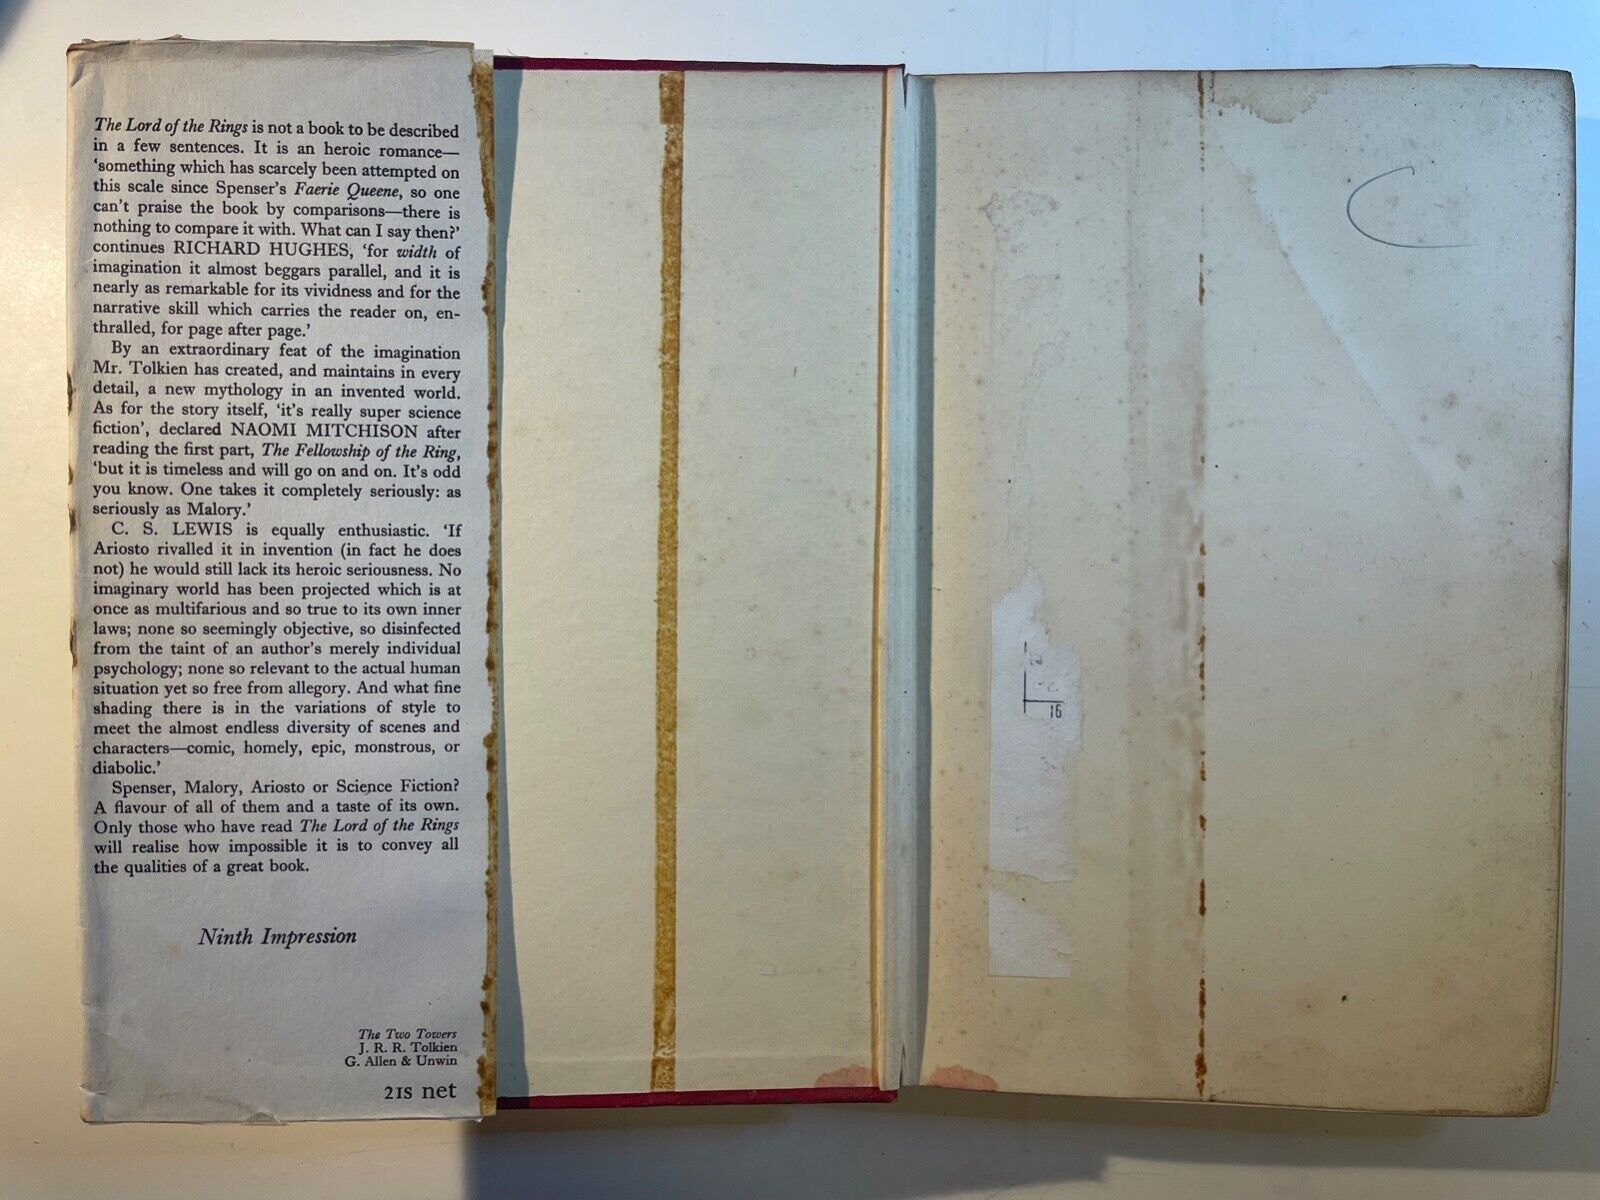 The Lord of the Rings is not a book to be described
in a few sentences. It is an heroic romance—
‘something which has scarcely been attempted on
this scale since Spenser’s Faerie Queene, so one
can’t praise the book by comparisons—there is
nothing to compare it with. What can I say then?’
continues RICHARD HUGHES, ‘for width of
imagination it almost beggars parallel, and it is
nearly as remarkable for its vividness and for the
narrative skill which carries the reader on, en-
thralled, for page after page.’
By an extraordinary feat of the imagination
Mr. Tolkien has created, and maintains in every
detail, a new mythology in an invented world.
As for the story itself, ‘it’s really super science
fiction’, declared NAOMI MITCHISON after
reading the first part, The Fellowship of the Ring,
‘but it is timeless and will go on and on. It’s odd
you know. One takes it completely seriously: as
seriously as Malory.’
C. S. LEWIS is equally enthusiastic. ‘If
Ariosto rivalled it in invention (in fact he does
not) he would still lack its heroic seriousness. No
imaginary world has been projected which is at
once as multifarious and so true to its own inner
laws; none so seemingly objective, so disinfected
from the taint of an author’s merely individual
psychology; none so relevant to the actual human
situation yet so free from allegory. And what fine
shading there is in the variations of style to
meet the almost endless diversity of scenes and
characters—comic, homely, epic, monstrous, or
diabolic.’
Spenser, Malory, Ariosto or Science Fiction?
A flavour of all of them and a taste of its own.
Only those who have read The Lord of the Rings
will realise how impossible it is to convey all
the qualities of a great book.
Ninth Impression
The Two Towers
J. R. R. Tolkien
G. Allen & Unwin
21s net
16